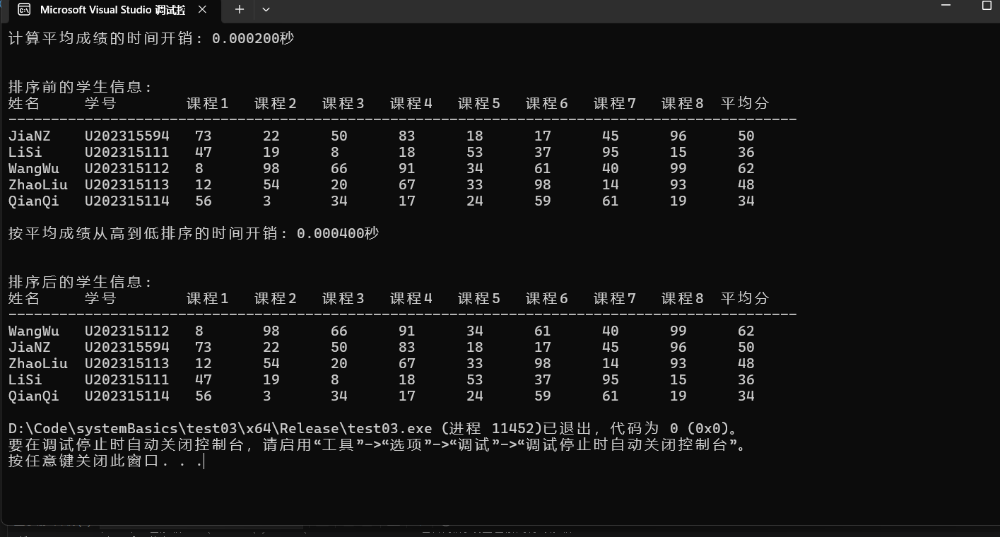 Microsoft Visual Studio 调试控
计算平均成绩的时间开销: 0.000200秒
排序前的学生信息:
姓名 学号 课程1 课程2 课程3 课程4 课程5 课程6 课程7 课程8 平均分
---------------------------------------------------------------------------------------------
JiaNZ U202315594 73 22 50 83 18 17 45 96 50
LiSi U202315111 47 19 8 18 53 37 95 15 36
WangWu U202315112 8 98 66 91 34 61 40 99 62
ZhaoLiu U202315113 12 54 20 67 33 98 14 93 48
QianQi U202315114 56 3 34 17 24 59 61 19 34
按平均成绩从高到低排序的时间开销: 0.000400秒
排序后的学生信息:
姓名 学号 课程1 课程2 课程3 课程4 课程5 课程6 课程7 课程8 平均分
---------------------------------------------------------------------------------------------
WangWu U202315112 8 98 66 91 34 61 40 99 62
JiaNZ U202315594 73 22 50 83 18 17 45 96 50
ZhaoLiu U202315113 12 54 20 67 33 98 14 93 48
LiSi U202315111 47 19 8 18 53 37 95 15 36
QianQi U202315114 56 3 34 17 24 59 61 19 34
D:\Code\systemBasics\test03\x64\Release\test03.exe (进程 11452)已退出，代码为 0 (0x0)。
要在调试停止时自动关闭控制台，请启用“工具”->“选项”->“调试”->“调试停止时自动关闭控制台”。
按任意键关闭此窗口. . .